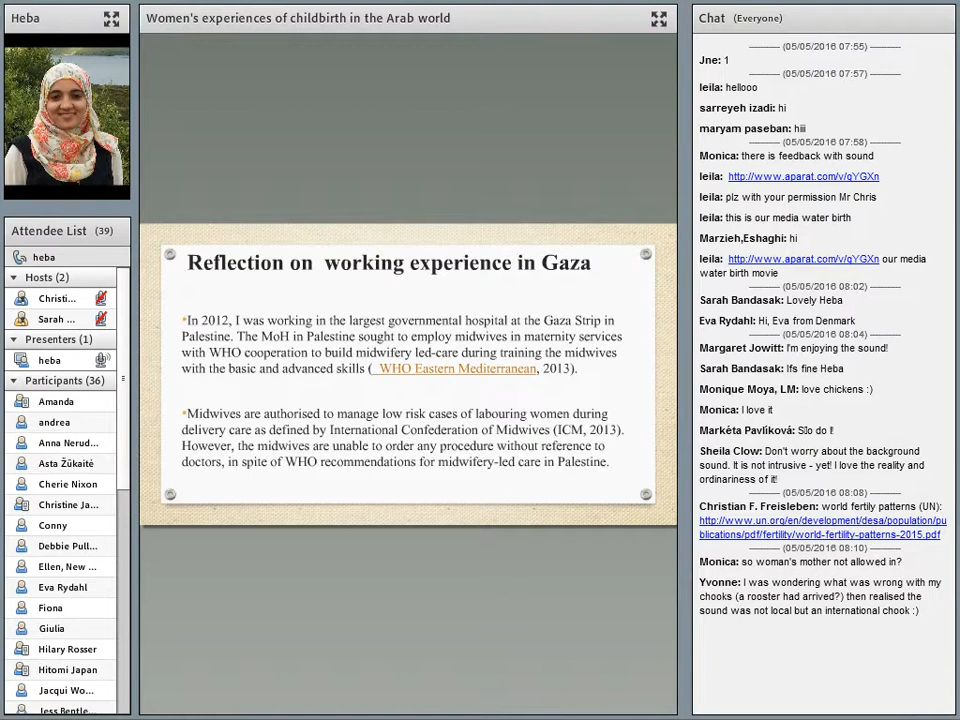 Heba
Attendee List (39)
heba
Hosts (2)
Christi...
Sarah ...
Presenters (1)
heba
Participants (36)
Amanda
andrea
Anna Nerud...
Asta Žūkaitė
Cherie Nixon
Christine Ja...
Conny
Debbie Pull...
Ellen, New ...
Eva Rydahl
Fiona
Giulia
Hilary Rosser
Hitomi Japan
Jacqui Wo...
Jess Bentle...
Women's experiences of childbirth in the Arab world
Reflection on working experience in Gaza
•In 2012, I was working in the largest governmental hospital at the Gaza Strip in
Palestine. The MoH in Palestine sought to employ midwives in maternity services
with WHO cooperation to build midwifery led-care during training the midwives
with the basic and advanced skills ( WHO Eastern Mediterranean, 2013).
•Midwives are authorised to manage low risk cases of labouring women during
delivery care as defined by International Confederation of Midwives (ICM, 2013).
However, the midwives are unable to order any procedure without reference to
doctors, in spite of WHO recommendations for midwifery-led care in Palestine.
Chat (Everyone)
(05/05/2016 07:55)
Jne: 1
(05/05/2016 07:57)
leila: hellooo
sarreyeh izadi: hi
maryam paseban: hiii
(05/05/2016 07:58)
Monica: there is feedback with sound
leila: http://www.aparat.com/v/qYGXn
leila: plz with your permission Mr Chris
leila: this is our media water birth
Marzieh,Eshaghi: hi
leila: http://www.aparat.com/v/qYGXn our media
water birth movie
(05/05/2016 08:02)
Sarah Bandasak: Lovely Heba
Eva Rydahl: Hi, Eva from Denmark
(05/05/2016 08:04)
Margaret Jowitt: I'm enjoying the sound!
Sarah Bandasak: Ifs fine Heba
Monique Moya, LM: love chickens :)
Monica: I love it
Markéta Pavlíková: do I!
Sheila Clow: Don't worry about the background
sound. It is not intrusive - yet! I love the reality and
ordinariness of it!
(05/05/2016 08:08)
Christian F. Freisleben: world fertily patterns (UN):
http://www.un.org/en/development/desa/population/pu
blications/pdf/fertility/world-fertility-patterns-2015.pdf
(05/05/2016 08:10)
Monica: so woman's mother not allowed in?
Yvonne: I was wondering what was wrong with my
chooks (a rooster had arrived?) then realised the
sound was not local but an international chook :)